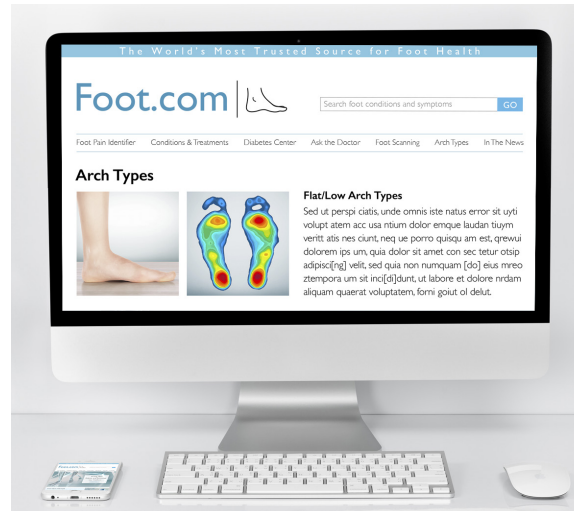 The World's Most Trusted Source for Foot Health
Foot.com
Search foot conditions and symptoms GO
Foot Pain Identifier Conditions & Treatments Diabetes Center Ask the Doctor Foot Scanning Arch Types In The News
Arch Types
Flat/Low Arch Types
Sed ut perspi ciatis, unde omnis iste natus error sit uyti
volupt atem acc usa ntium dolor emque laudan tiuym
veritt atis nes ciunt, neq ue porro quisqu am est, qrewui
dolorem ips um, quia dolor sit amet con sec tetur otsip
adipisci[ng] velit, sed quia non numquam [do] eius mreo
ztempora um sit inci[di]dunt, ut labore et dolore nrdam
aliquam quaerat voluptatem, forni goiut ol delut.